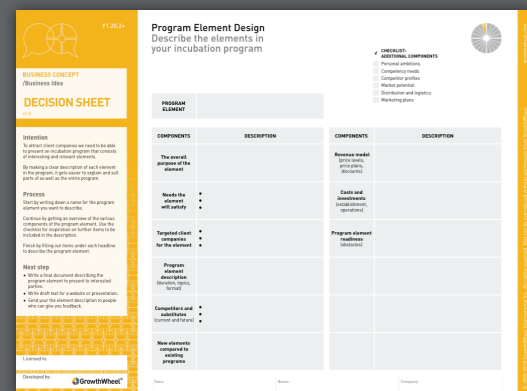 V1.20.2+
BUSINESS CONCEPT
/Business Idea
DECISION SHEET
Intention
To attract client companies we need to be able
to present an incubation program that consists
of interesting and relevant elements.
By making a clear description of each element
in the program, it gets easier to explain and sell
parts of as well as the entire program.
Process
Start by writing down a name for the program
element you want to describe.
Continue by getting an overview of the various
components of the program element. Use the
checklist for inspiration on further items to be
included in the description.
Finish by filling out items under each headline
to describe the program element.
Next step
• Write a final document describing the
program element to present to interested
parties.
• Write draft text for a website or presentation.
• Send your the element description to people
who can give you feedback.
Licensed to:
Developed by:
GrowthWheel
Program Element Design
Describe the elements in
your incubation program
√ CHECKLIST:
ADDITIONAL COMPONENTS
Personal ambitions
Competency needs
Competitor profiles
Market potential
Distribution and logistics
Marketing plans
PROGRAM
ELEMENT
COMPONENTS DESCRIPTION
The overall
purpose of the
element
Needs the
element
will satisfy
•
•
•
Targeted client
companies
for the element
•
•
•
Program
element
description
(duration, topics,
format)
Competitors and
substitutes
(current and future)
•
•
•
New elements
compared to
existing
programs
COMPONENTS DESCRIPTION
Revenue model
(price levels,
price plans,
discounts)
Costs and
investments
(establishment,
operations)
Program element
readiness
(obstacles)
Date:
Name:
Company: